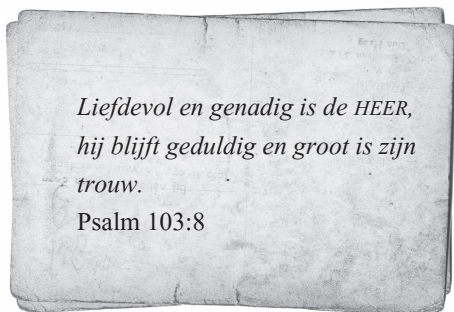 Liefdevol en genadig is de HEER,
hij blijft geduldig en groot is zijn
trouw.
Psalm 103:8